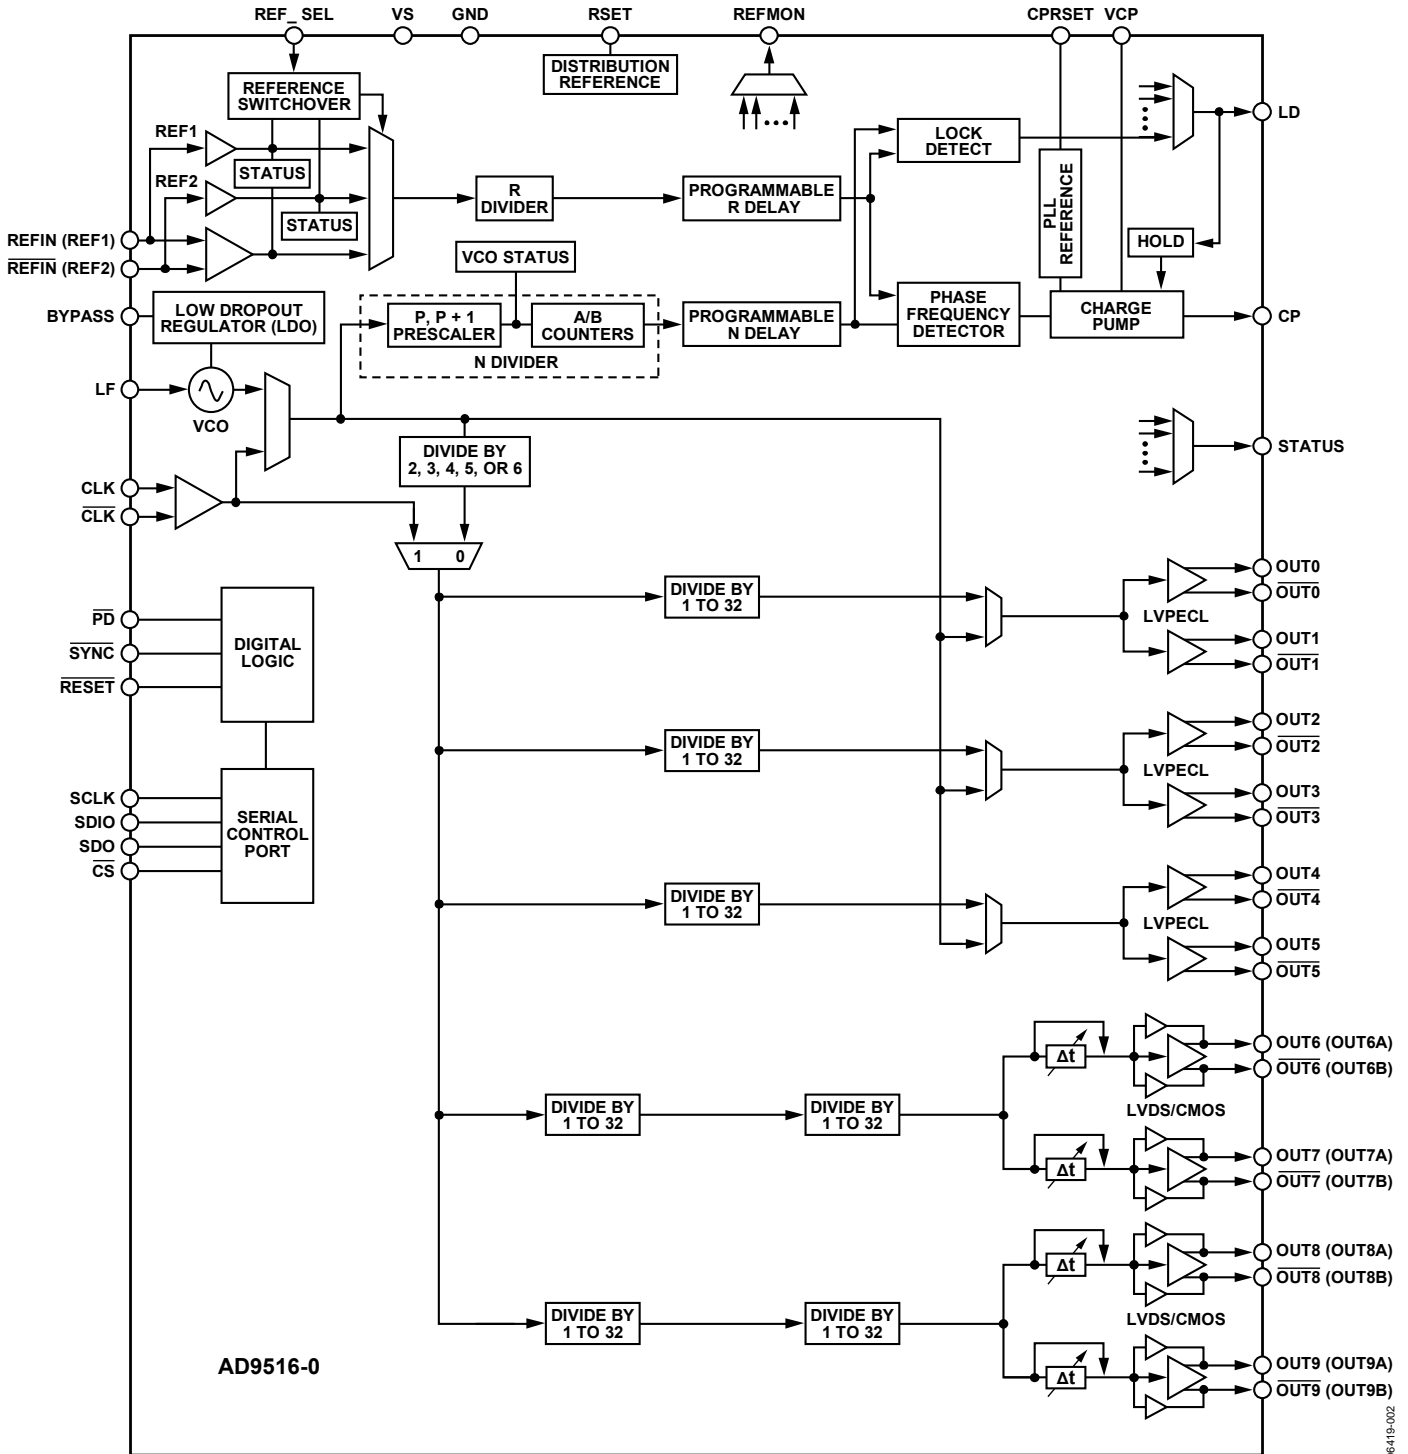 REF_ SEL
VS
GND
RSET
REFMON
CPRSET
VCP
DISTRIBUTION
REFERENCE
REFERENCE
SWITCHOVER
REF1
STATUS
REF2
STATUS
REFIN (REF1)
REFIN (REF2)
R
DIVIDER
PROGRAMMABLE
R DELAY
LOCK
DETECT
LD
PLL
REFERENCE
HOLD
VCO STATUS
BYPASS
LOW DROPOUT
REGULATOR (LDO)
P, P + 1
PRESCALER
A/B
COUNTERS
N DIVIDER
PROGRAMMABLE
N DELAY
PHASE
FREQUENCY
DETECTOR
CHARGE
PUMP
CP
LF
VCO
DIVIDE BY
2, 3, 4, 5, OR 6
STATUS
CLK
CLK
1
0
PD
SYNC
RESET
DIGITAL
LOGIC
DIVIDE BY
1 TO 32
LVPECL
OUT0
OUT0
OUT1
OUT1
SCLK
SDIO
SDO
CS
SERIAL
CONTROL
PORT
DIVIDE BY
1 TO 32
LVPECL
OUT2
OUT2
OUT3
OUT3
DIVIDE BY
1 TO 32
LVPECL
OUT4
OUT4
OUT5
OUT5
DIVIDE BY
1 TO 32
DIVIDE BY
1 TO 32
Δt
Δt
LVDS/CMOS
OUT6 (OUT6A)
OUT6 (OUT6B)
OUT7 (OUT7A)
OUT7 (OUT7B)
DIVIDE BY
1 TO 32
DIVIDE BY
1 TO 32
Δt
Δt
LVDS/CMOS
OUT8 (OUT8A)
OUT8 (OUT8B)
OUT9 (OUT9A)
OUT9 (OUT9B)
AD9516-0